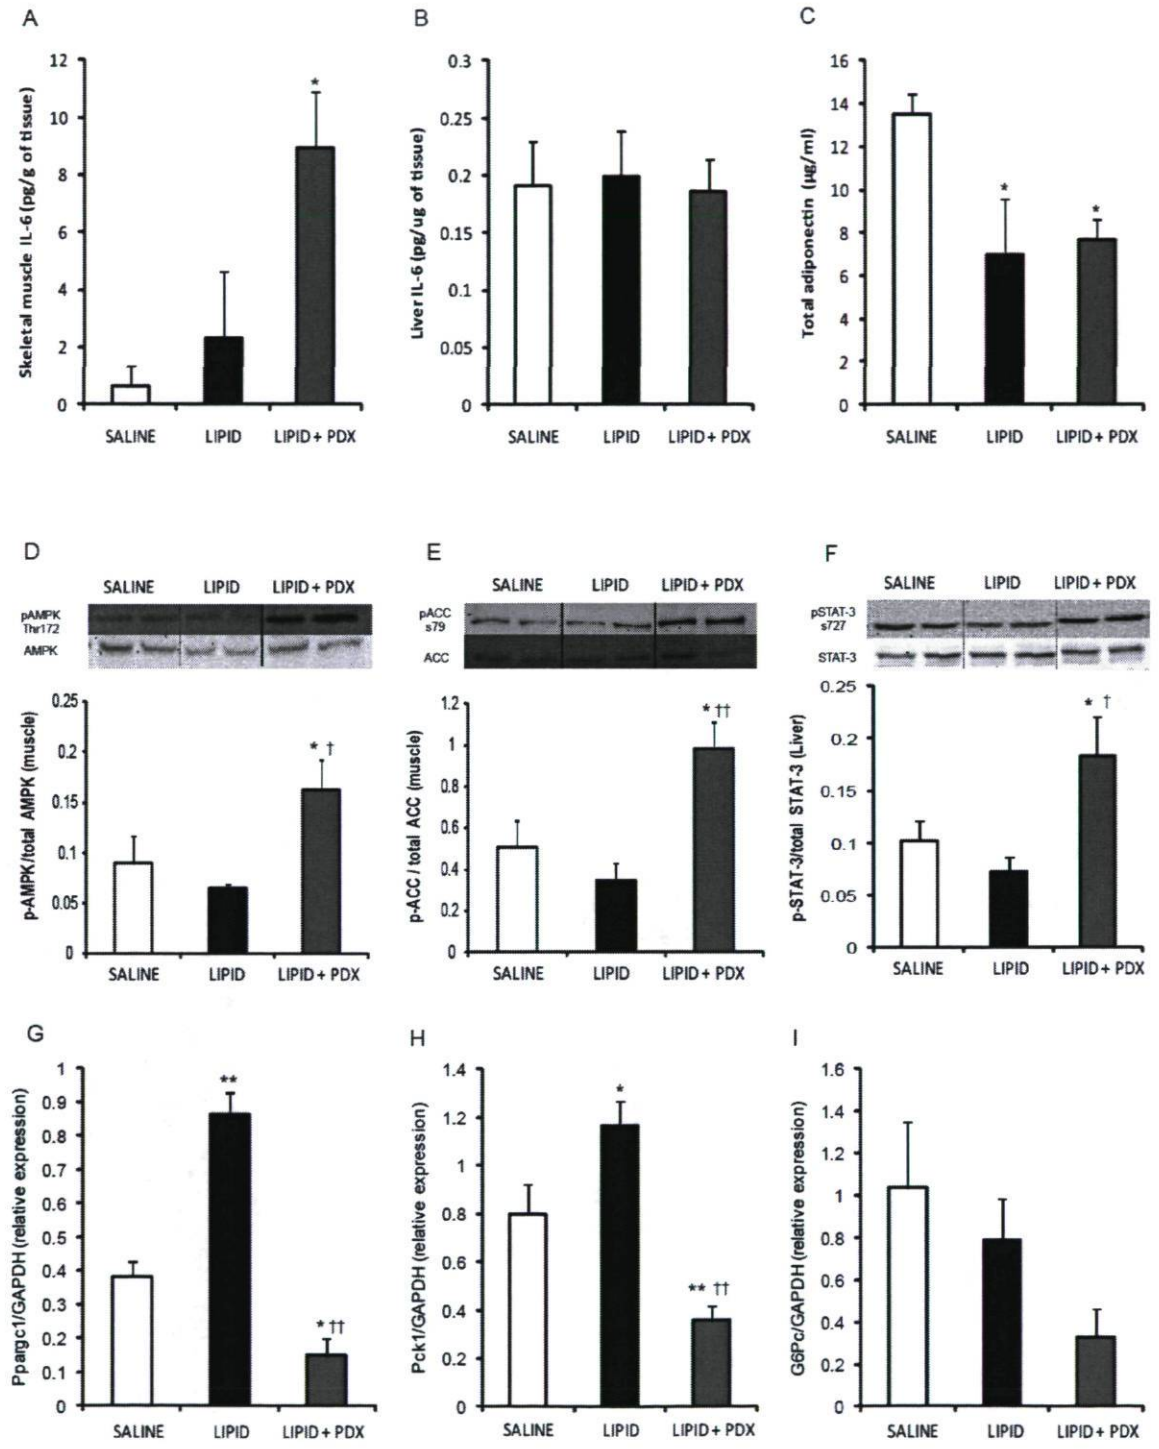 A
B
C
Skeletal muscle IL-6 (pg/g of tissue)
12
10
8
6
4
2
0
*
SALINE LIPID LIPID + PDX
Liver IL-6 (pg/ug of tissue)
0.3
0.25
0.2
0.15
0.1
0.05
0
SALINE LIPID LIPID + PDX
Total adiponectin (µg/ml)
16
14
12
10
8
6
4
2
0
*
*
SALINE LIPID LIPID + PDX
D
SALINE LIPID LIPID + PDX
pAMPK
Thr172
AMPK
p-AMPK/total AMPK (muscle)
0.25
0.2
0.15
0.1
0.05
0
* †
SALINE LIPID LIPID + PDX
E
SALINE LIPID LIPID + PDX
pACC
s79
ACC
p-ACC / total ACC (muscle)
1.2
1
0.8
0.6
0.4
0.2
0
* ††
SALINE LIPID LIPID + PDX
F
SALINE LIPID LIPID + PDX
pSTAT-3
s727
STAT-3
p-STAT-3/total STAT-3 (Liver)
0.25
0.2
0.15
0.1
0.05
0
* †
SALINE LIPID LIPID + PDX
G
Ppargc1/GAPDH (relative expression)
1
0.9
0.8
0.7
0.6
0.5
0.4
0.3
0.2
0.1
0
**
* ††
SALINE LIPID LIPID + PDX
H
Pck1/GAPDH (relative expression)
1.4
1.2
1
0.8
0.6
0.4
0.2
0
*
** ††
SALINE LIPID LIPID + PDX
I
G6Pc/GAPDH (relative expression)
1.6
1.4
1.2
1
0.8
0.6
0.4
0.2
0
SALINE LIPID LIPID + PDX